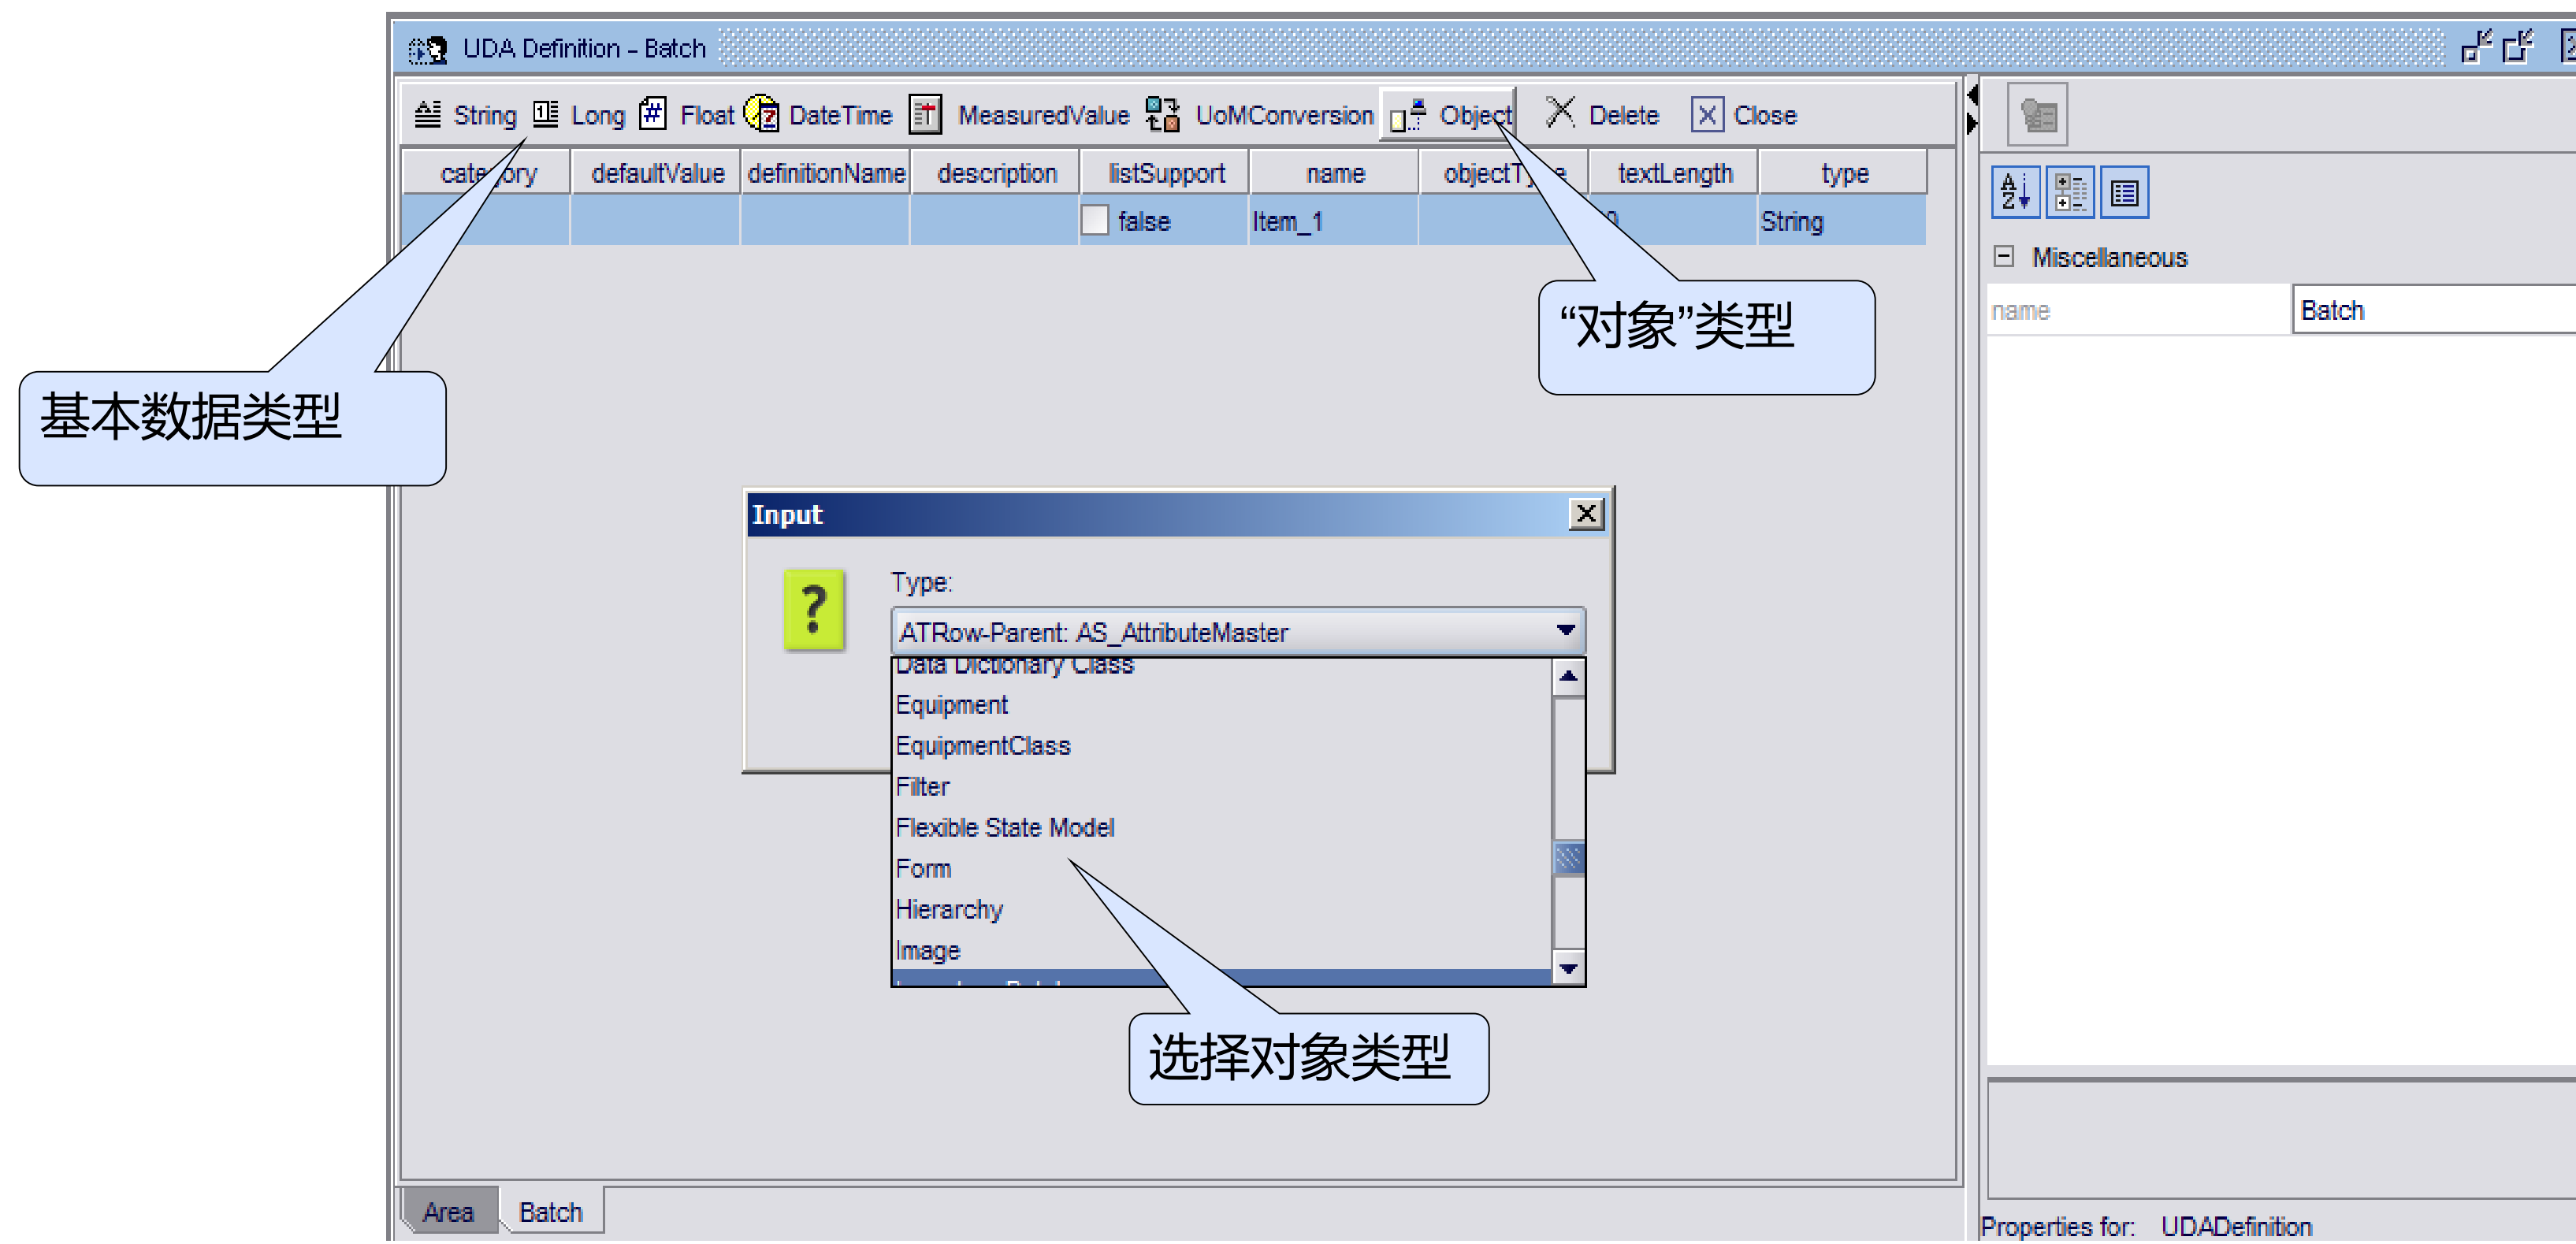 UDA Definition - Batch
String Long Float DateTime MeasuredValue UoMConversion Object Delete Close
category defaultValue definitionName description listSupport name objectType textLength type
false Item_1 String
Miscellaneous
name Batch
“对象”类型
基本数据类型
Input
Type:
ATRow-Parent: AS_AttributeMaster
Data Dictionary Class
Equipment
EquipmentClass
Filter
Flexible State Model
Form
Hierarchy
Image
选择对象类型
Area Batch
Properties for: UDADefinition